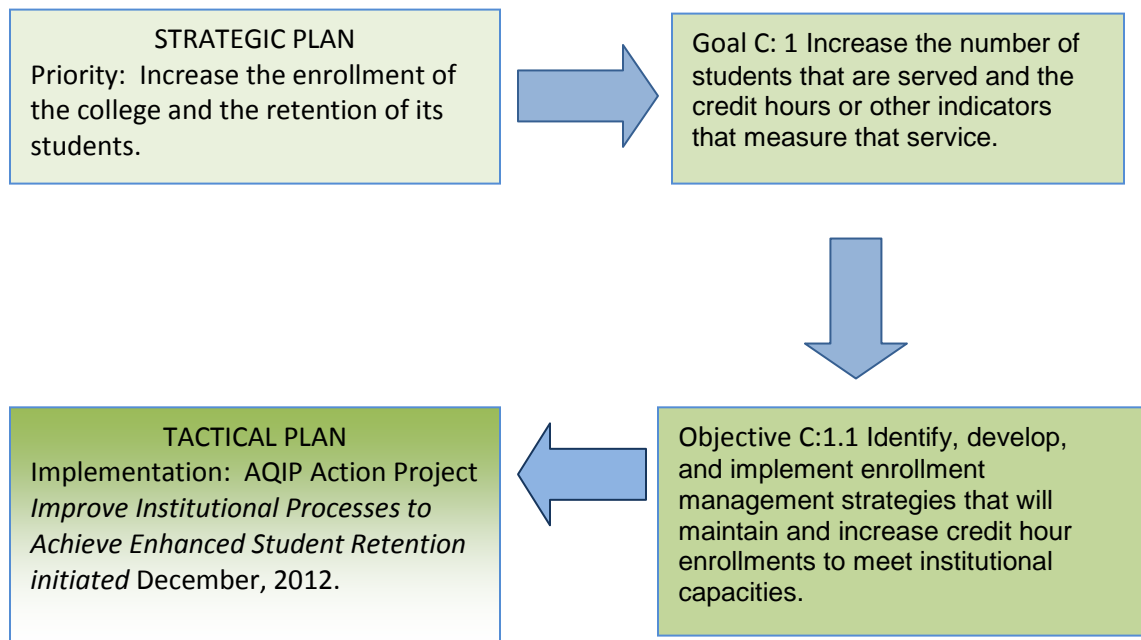 STRATEGIC PLAN
Priority:  Increase the enrollment of
the college and the retention of its
students.
Goal C: 1 Increase the number of
students that are served and the
credit hours or other indicators
that measure that service.
Objective C:1.1 Identify, develop,
and implement enrollment
management strategies that will
maintain and increase credit hour
enrollments to meet institutional
capacities.
TACTICAL PLAN
Implementation:  AQIP Action Project
Improve Institutional Processes to
Achieve Enhanced Student Retention
initiated December, 2012.